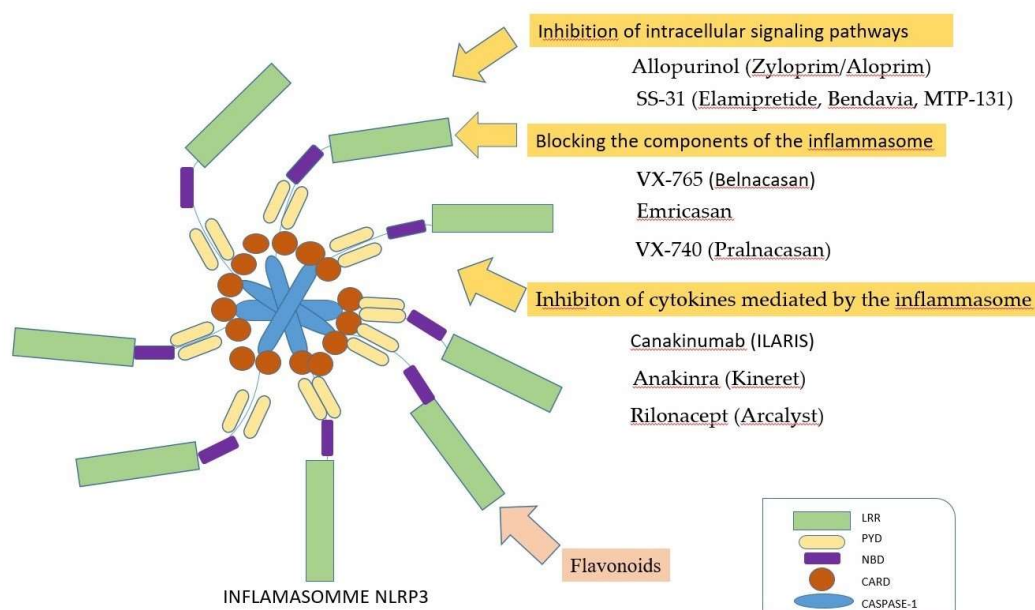 Inhibition of intracellular signaling pathways
Allopurinol (Zyloprim/Aloprim)
SS-31 (Elamipretide, Bendavia, MTP-131)
Blocking the components of the inflammasome
VX-765 (Belnacasan)
Emricasan
VX-740 (Pralnacasan)
Inhibiton of cytokines mediated by the inflammasome
Canakinumab (ILARIS)
Anakinra (Kineret)
Rilonacept (Arcalyst)
Flavonoids
INFLAMASOMME NLRP3
LRR
PYD
NBD
CARD
CASPASE-1